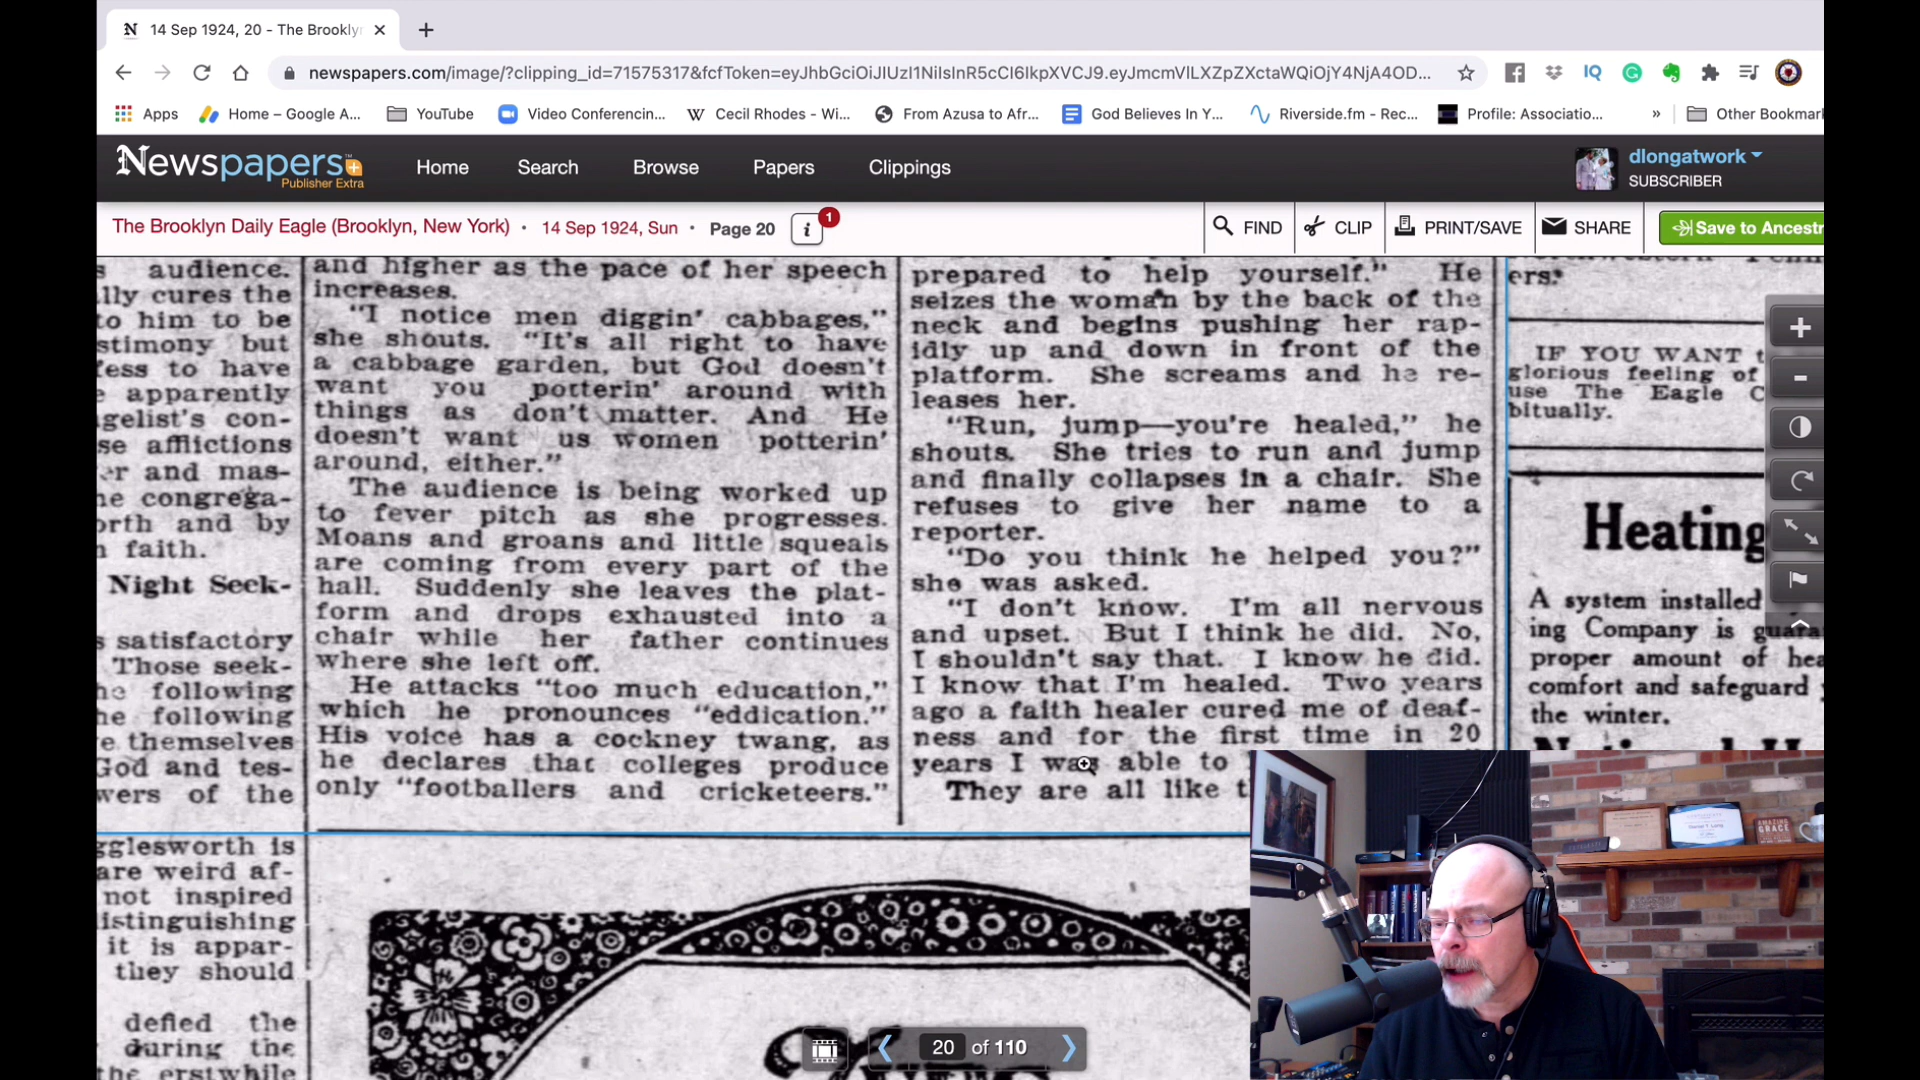 14 Sep 1924, 20 - The Brookly
newspapers.com/image/?clipping_id=71575317&fcfToken=eyJhbGciOiJIUzI1NiIsInR5cCI6IkpXVCJ9.eyJmcmVlLXZpZXctaWQiOjY4NjA4OD...
Apps
Home – Google A...
YouTube
Video Conferencin...
Cecil Rhodes - Wi...
From Azusa to Afr...
God Believes In Y...
Riverside.fm - Rec...
Profile: Associatio...
»
Other Bookmar
Newspapers
Publisher Extra
Home
Search
Browse
Papers
Clippings
dlongatwork
SUBSCRIBER
The Brooklyn Daily Eagle (Brooklyn, New York) · 14 Sep 1924, Sun · Page 20
1
FIND
CLIP
PRINT/SAVE
SHARE
Save to Ancestr
s audience.
lly cures the
to him to be
stimony but
fess to have
e apparently
gelist's con-
se afflictions
er and mas-
he congrega-
orth and by
n faith.
Night Seek-
s satisfactory
Those seek-
he following
he following
e themselves
God and tes-
wers of the
gglesworth is
are weird af-
not inspired
distinguishing
it is appar-
they should
defied the
during the
the erstwhile
and higher as the pace of her speech
increases.
"I notice men diggin' cabbages,"
she shouts. "It's all right to have
a cabbage garden, but God doesn't
want you potterin' around with
things as don't matter. And He
doesn't want us women potterin'
around, either."
The audience is being worked up
to fever pitch as she progresses.
Moans and groans and little squeals
are coming from every part of the
hall. Suddenly she leaves the plat-
form and drops exhausted into a
chair while her father continues
where she left off.
He attacks "too much education,"
which he pronounces "eddication."
His voice has a cockney twang, as
he declares that colleges produce
only "footballers and cricketeers."
prepared to help yourself." He
seizes the woman by the back of the
neck and begins pushing her rap-
idly up and down in front of the
platform. She screams and he re-
leases her.
"Run, jump—you're healed," he
shouts. She tries to run and jump
and finally collapses in a chair. She
refuses to give her name to a
reporter.
"Do you think he helped you?"
she was asked.
"I don't know. I'm all nervous
and upset. But I think he did. No,
I shouldn't say that. I know he did.
I know that I'm healed. Two years
ago a faith healer cured me of deaf-
ness and for the first time in 20
years I was able to
They are all like t
ers.
IF YOU WANT t
glorious feeling of
use The Eagle C
bitually.
Heating
A system installed
ing Company is guara
proper amount of hea
comfort and safeguard y
the winter.
AMAZING
GRACE
20 of 110